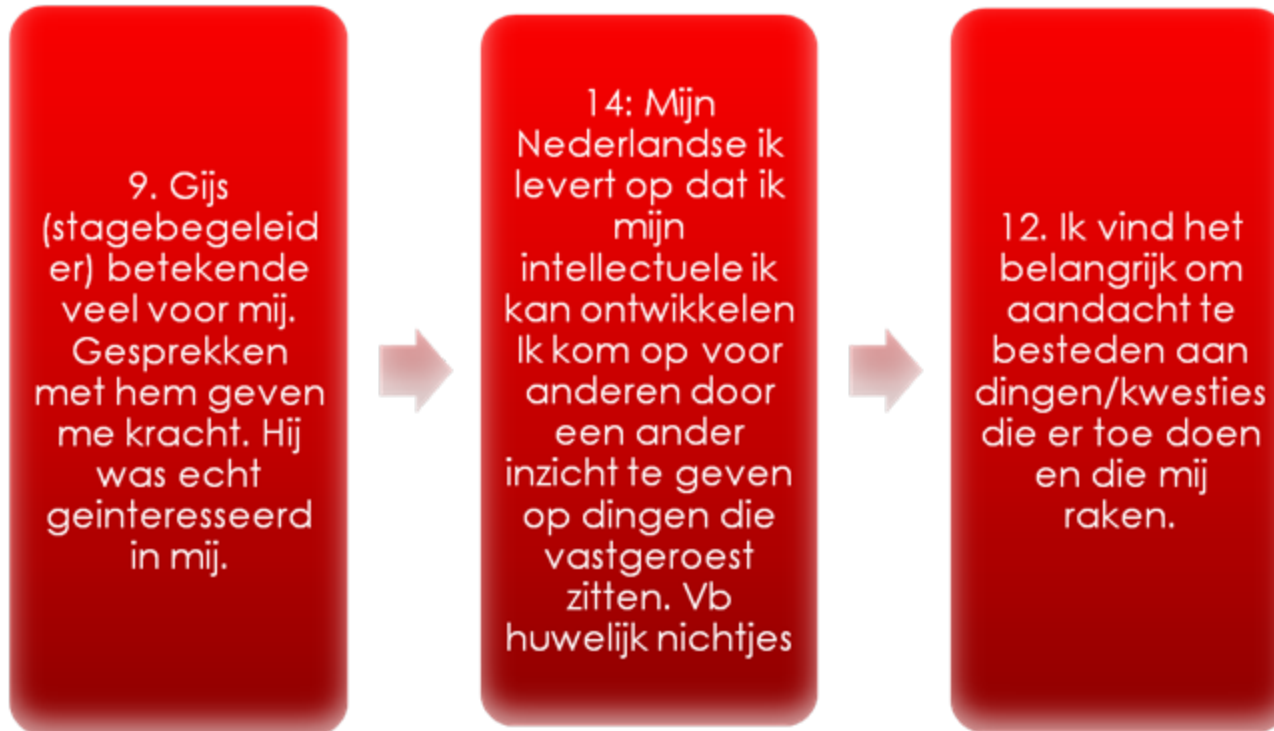 9. Gijs
(stagebegeleid
er) betekende
veel voor mij.
Gesprekken
met hem geven
me kracht. Hij
was echt
geinteresseerd
in mij.
14: Mijn
Nederlandse ik
levert op dat ik
mijn
intellectuele ik
kan ontwikkelen
Ik kom op voor
anderen door
een ander
inzicht te geven
op dingen die
vastgeroest
zitten. Vb
huwelijk nichtjes
12. Ik vind het
belangrijk om
aandacht te
besteden aan
dingen/kwesties
die er toe doen
en die mij
raken.